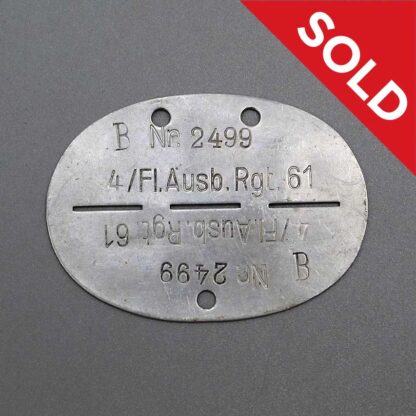 SOLD
B Nr. 2499
4/Fl.Ausb.Rgt. 61
4/Fl.Ausb.Rgt. 61
B Nr. 2499